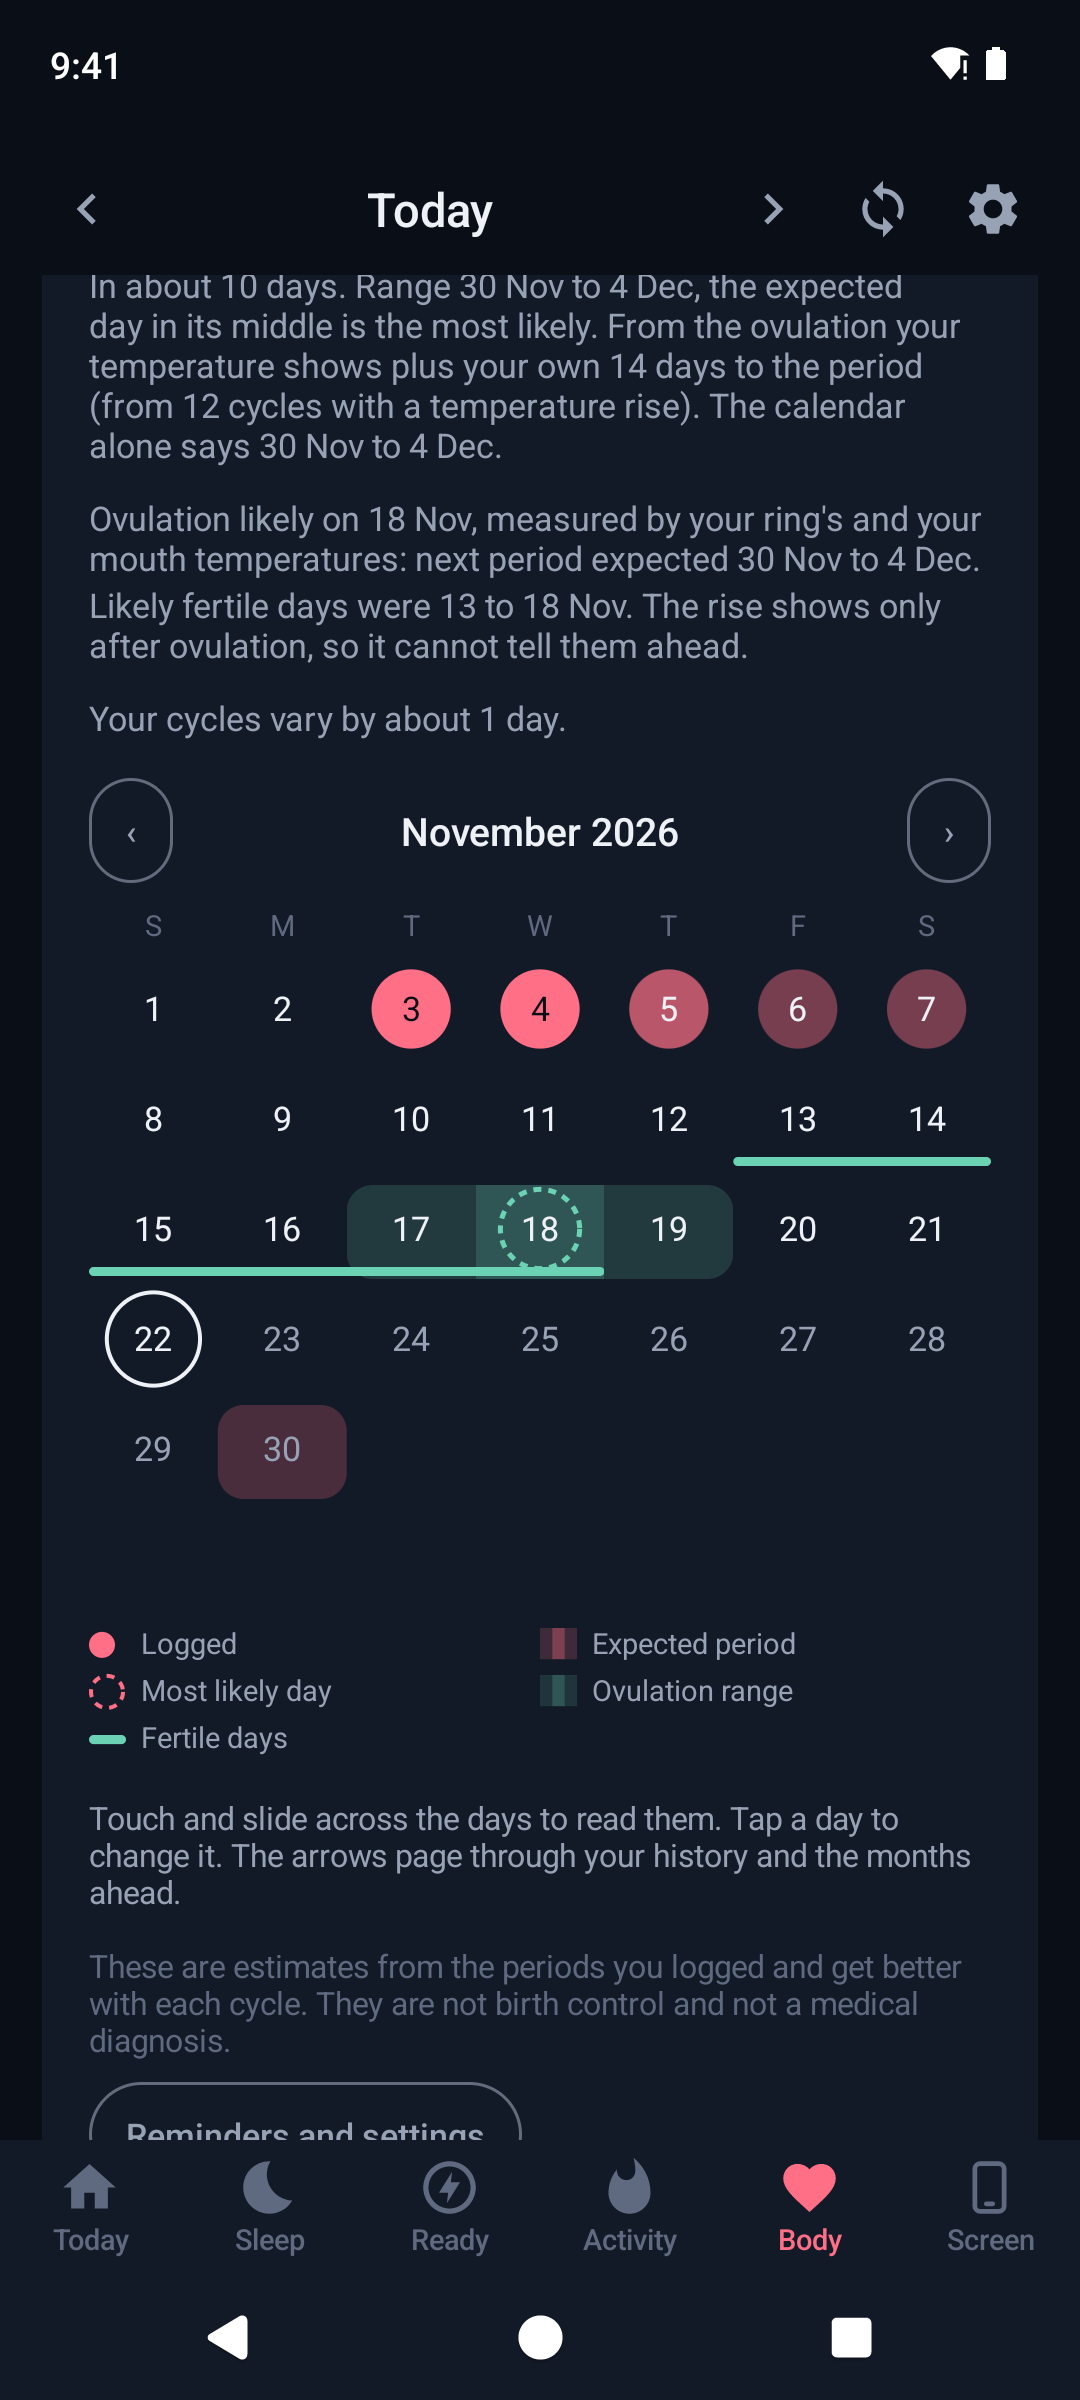 9:41
Today
In about 10 days. Range 30 Nov to 4 Dec, the expected
day in its middle is the most likely. From the ovulation your
temperature shows plus your own 14 days to the period
(from 12 cycles with a temperature rise). The calendar
alone says 30 Nov to 4 Dec.
Ovulation likely on 18 Nov, measured by your ring's and your
mouth temperatures: next period expected 30 Nov to 4 Dec.
Likely fertile days were 13 to 18 Nov. The rise shows only
after ovulation, so it cannot tell them ahead.
Your cycles vary by about 1 day.
‹ November 2026 ›
S M T W T F S
1 2 3 4 5 6 7
8 9 10 11 12 13 14
15 16 17 18 19 20 21
22 23 24 25 26 27 28
29 30
Logged Expected period
Most likely day Ovulation range
Fertile days
Touch and slide across the days to read them. Tap a day to
change it. The arrows page through your history and the months
ahead.
These are estimates from the periods you logged and get better
with each cycle. They are not birth control and not a medical
diagnosis.
Reminders and settings
Today Sleep Ready Activity Body Screen